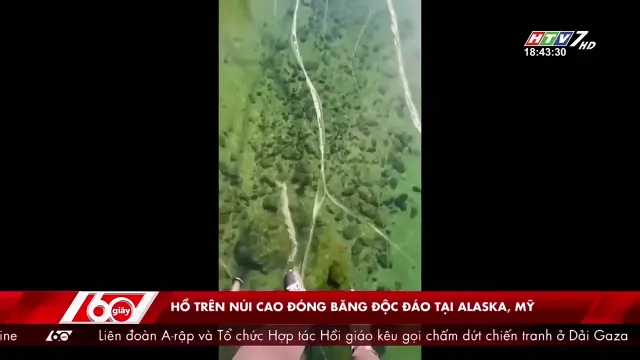 HTV7 HD
18:43:30
60 giây
HỒ TRÊN NÚI CAO ĐÓNG BĂNG ĐỘC ĐÁO TẠI ALASKA, MỸ
ine 60 giây Liên đoàn A-rập và Tổ chức Hợp tác Hồi giáo kêu gọi chấm dứt chiến tranh ở Dải Gaza